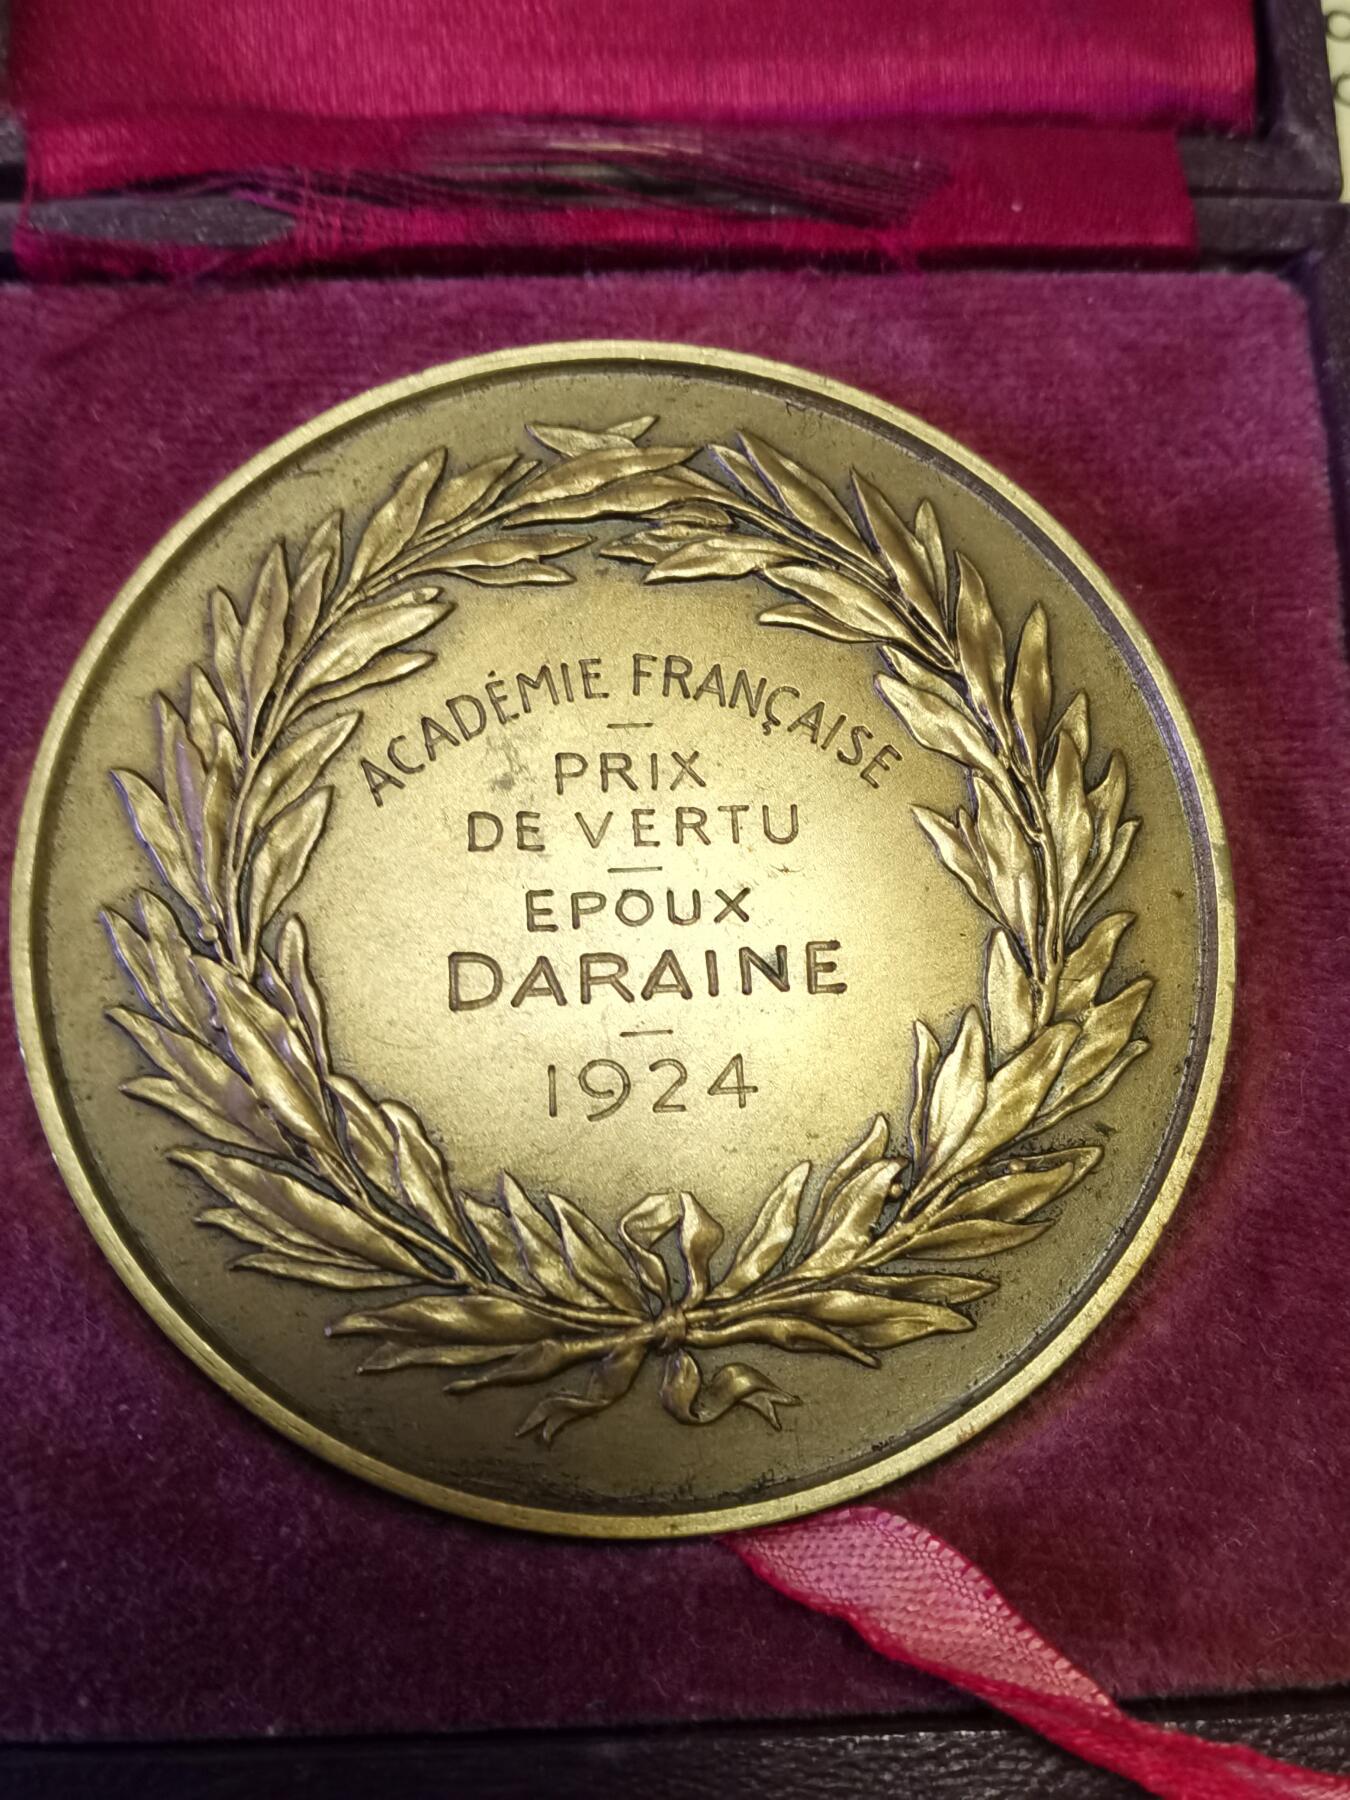 ACADÉMIE FRANÇAISE
PRIX
DE VERTU
EPOUX
DARAINE
1924